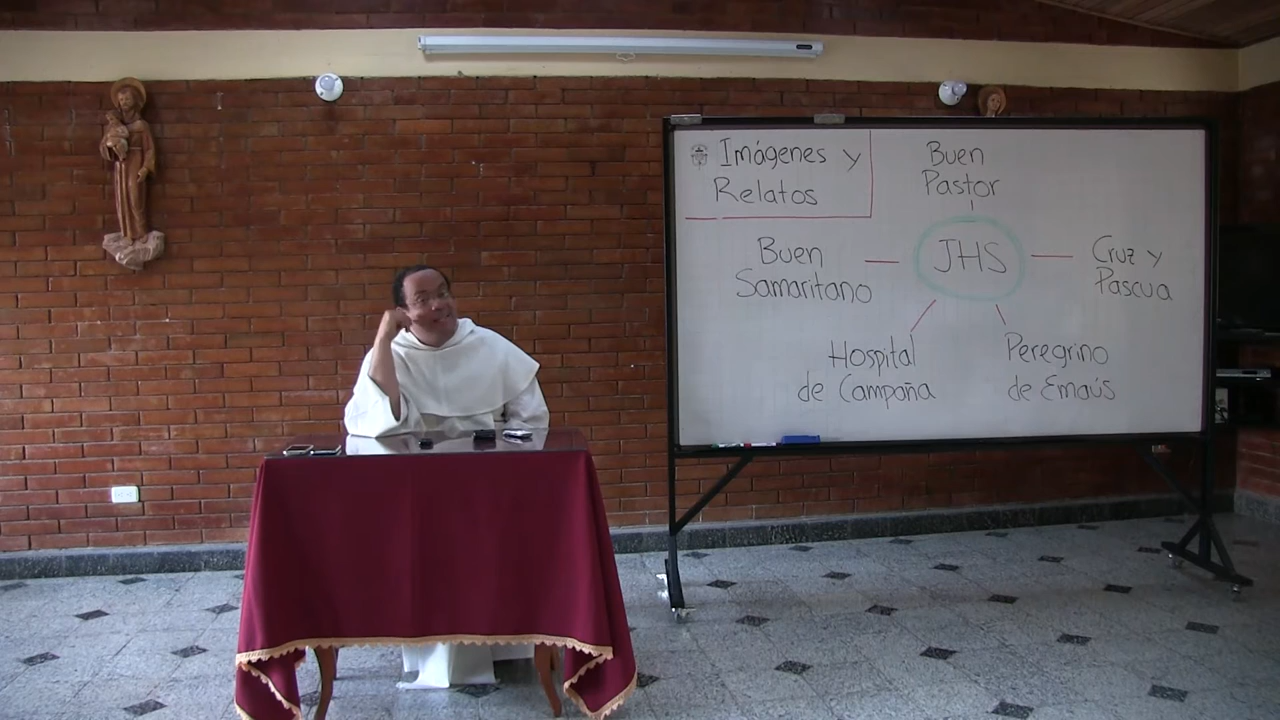 Imágenes y
Relatos
Buen
Pastor
Buen
Samaritano
JHS
Cruz y
Pascua
Hospital
de Campaña
Peregrino
de Emaús